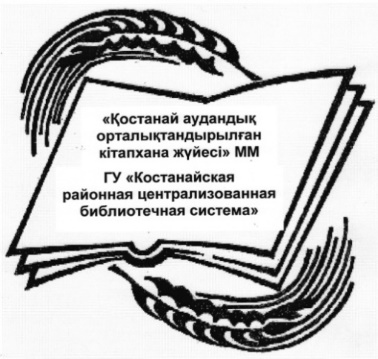 «Қостанай аудандық
орталықтандырылған
кітапхана жүйесі» ММ
ГУ «Костанайская
районная централизованная
библиотечная система»